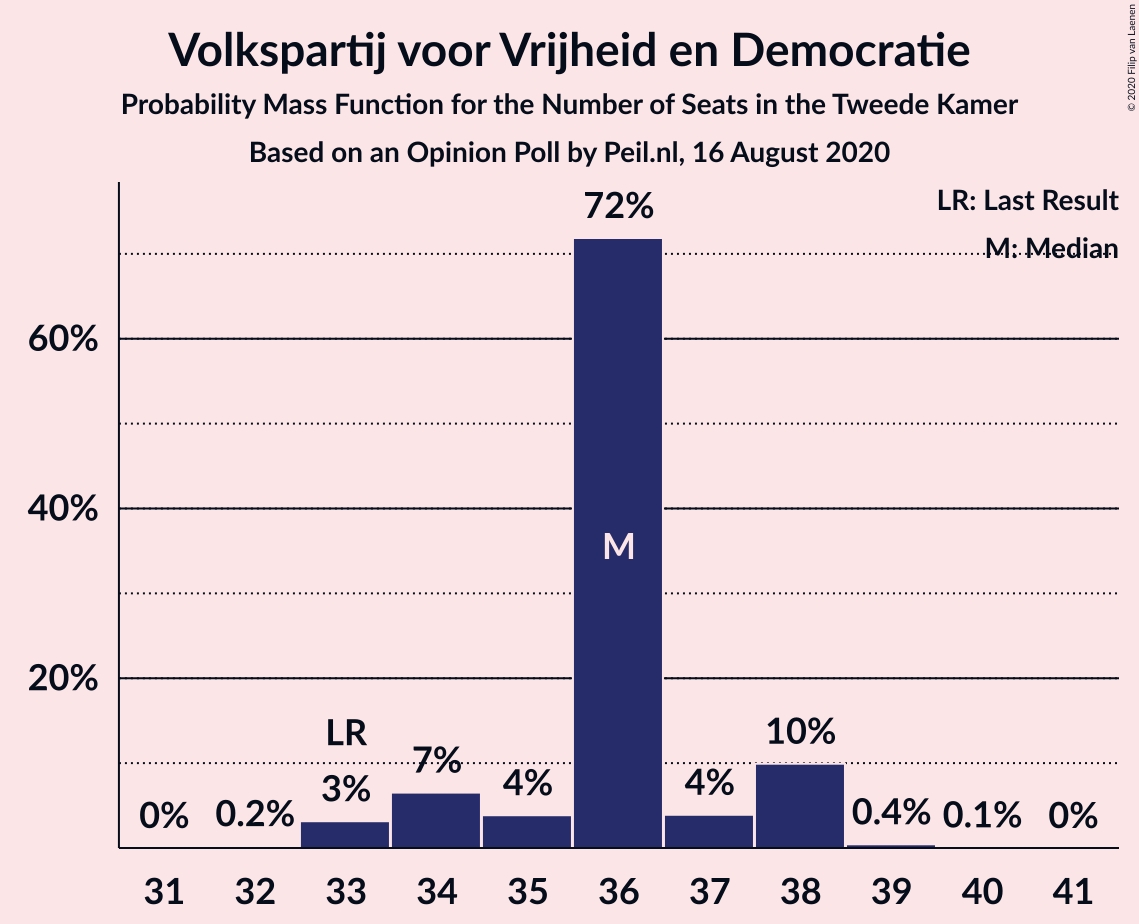 Volkspartij voor Vrijheid en Democratie
Probability Mass Function for the Number of Seats in the Tweede Kamer
Based on an Opinion Poll by Peil.nl, 16 August 2020
© 2020 Filip van Laenen
LR: Last Result
M: Median
60%
40%
20%
0%
0.2%
LR
3%
7%
4%
72%
M
4%
10%
0.4%
0.1%
0%
31 32 33 34 35 36 37 38 39 40 41